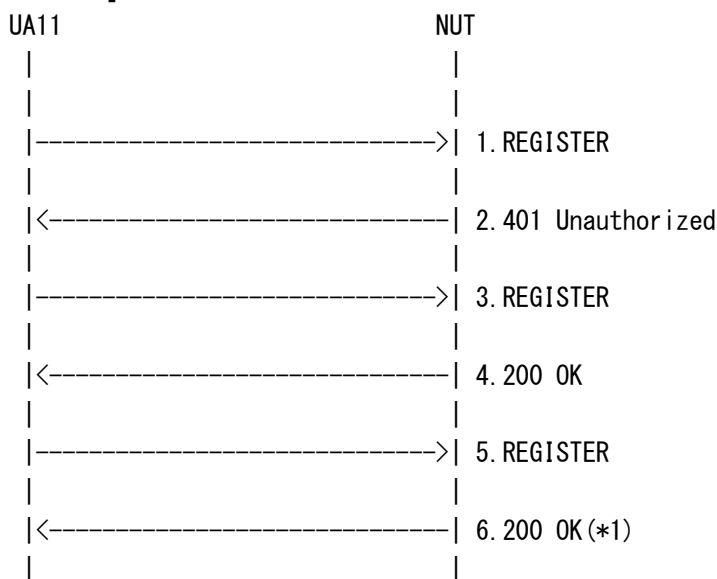 UA11 NUT
1.REGISTER
2.401 Unauthorized
3.REGISTER
4.200 OK
5.REGISTER
6.200 OK(*1)